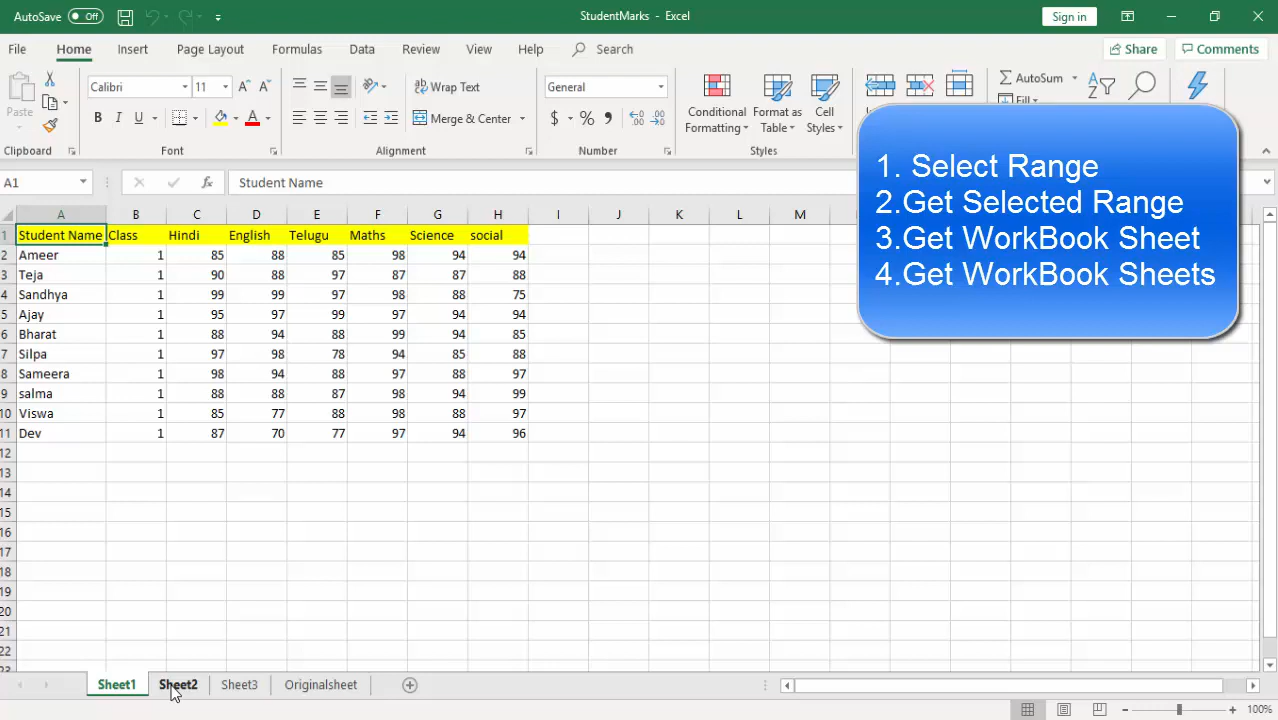 AutoSave Off StudentMarks - Excel Sign in
File Home Insert Page Layout Formulas Data Review View Help Search Share Comments
Paste Calibri 11 A A Wrap Text General Conditional Formatting Format as Table Cell Styles AutoSum
B I U A Merge & Center $ % , Fill
Clipboard Font Alignment Number Styles
1. Select Range
2.Get Selected Range
3.Get WorkBook Sheet
4.Get WorkBook Sheets
A1 fx Student Name
A B C D E F G H I J K L M
1 Student Name Class Hindi English Telugu Maths Science social
2 Ameer 1 85 88 85 98 94 94
3 Teja 1 90 88 97 87 87 88
4 Sandhya 1 99 99 97 98 88 75
5 Ajay 1 95 97 99 97 94 94
6 Bharat 1 88 94 88 99 94 85
7 Silpa 1 97 98 78 94 85 88
8 Sameera 1 98 94 88 97 88 97
9 salma 1 88 88 87 98 94 99
10 Viswa 1 85 77 88 98 88 97
11 Dev 1 87 70 77 97 94 96
12
13
14
15
16
17
18
19
20
21
22
23
Sheet1 Sheet2 Sheet3 Originalsheet
100%